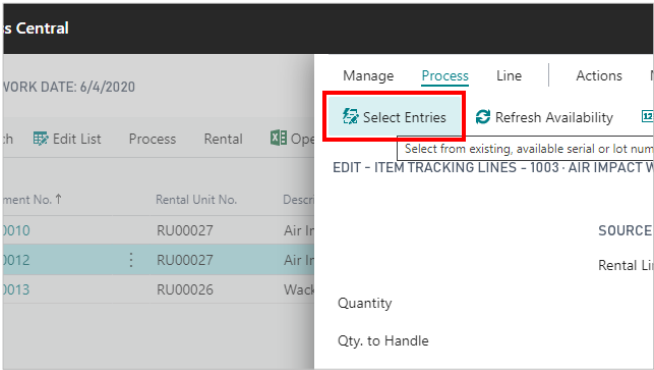 s Central
WORK DATE: 6/4/2020
Manage Process Line Actions
Edit List Process Rental Ope
Select Entries Refresh Availability
Select from existing, available serial or lot num
EDIT - ITEM TRACKING LINES - 1003 · AIR IMPACT W
ment No. ↑ Rental Unit No. Descr
0010 RU00027 Air In
0012 RU00027 Air In
0013 RU00026 Wack
SOURCE
Rental Li
Quantity
Qty. to Handle